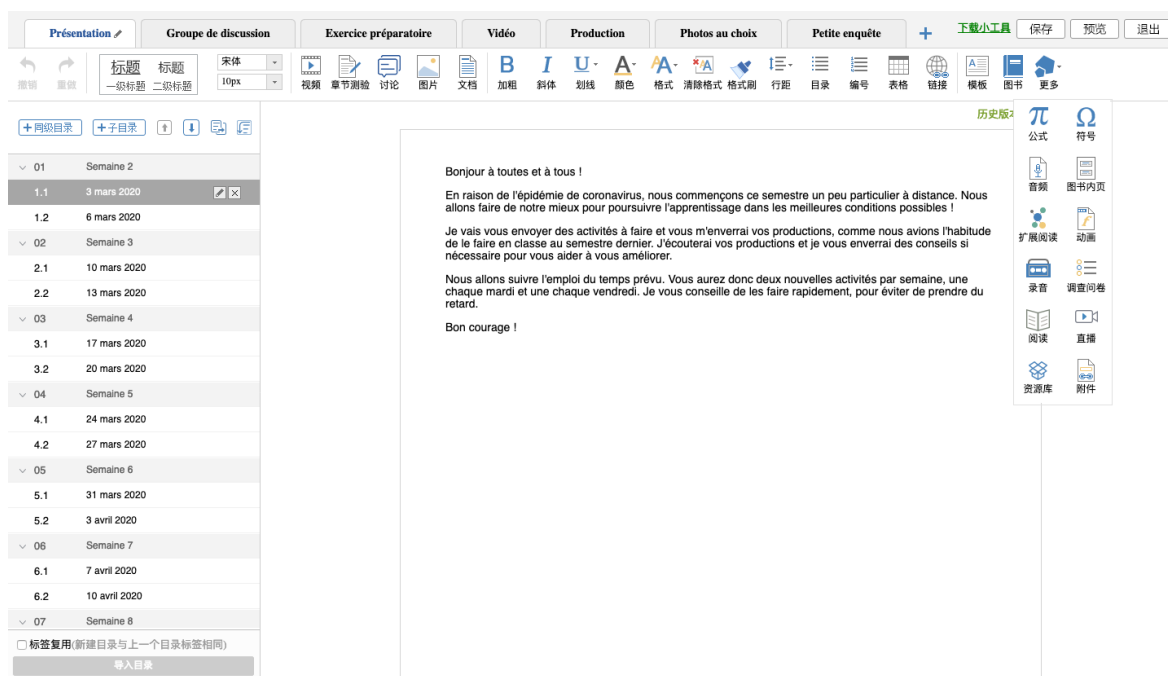 Présentation
Groupe de discussion
Exercice préparatoire
Vidéo
Production
Photos au choix
Petite enquête
+
下载小工具
保存
预览
退出
撤销
重做
标题
一级标题
标题
二级标题
宋体
10px
视频
章节测验
讨论
图片
文档
B
加粗
I
斜体
U
划线
A
颜色
格式
清除格式
格式刷
行距
目录
编号
表格
链接
模板
图书
更多
+同级目录
+子目录
历史版本
π
公式
Ω
符号
音频
图书内页
扩展阅读
动画
录音
调查问卷
阅读
直播
资源库
附件
01 Semaine 2
1.1 3 mars 2020
1.2 6 mars 2020
02 Semaine 3
2.1 10 mars 2020
2.2 13 mars 2020
03 Semaine 4
3.1 17 mars 2020
3.2 20 mars 2020
04 Semaine 5
4.1 24 mars 2020
4.2 27 mars 2020
05 Semaine 6
5.1 31 mars 2020
5.2 3 avril 2020
06 Semaine 7
6.1 7 avril 2020
6.2 10 avril 2020
07 Semaine 8
标签复用(新建目录与上一个目录标签相同)
导入目录
Bonjour à toutes et à tous !
En raison de l'épidémie de coronavirus, nous commençons ce semestre un peu particulier à distance. Nous
allons faire de notre mieux pour poursuivre l'apprentissage dans les meilleures conditions possibles !
Je vais vous envoyer des activités à faire et vous m'enverrai vos productions, comme nous avions l'habitude
de le faire en classe au semestre dernier. J'écouterai vos productions et je vous enverrai des conseils si
nécessaire pour vous aider à vous améliorer.
Nous allons suivre l'emploi du temps prévu. Vous aurez donc deux nouvelles activités par semaine, une
chaque mardi et une chaque vendredi. Je vous conseille de les faire rapidement, pour éviter de prendre du
retard.
Bon courage !